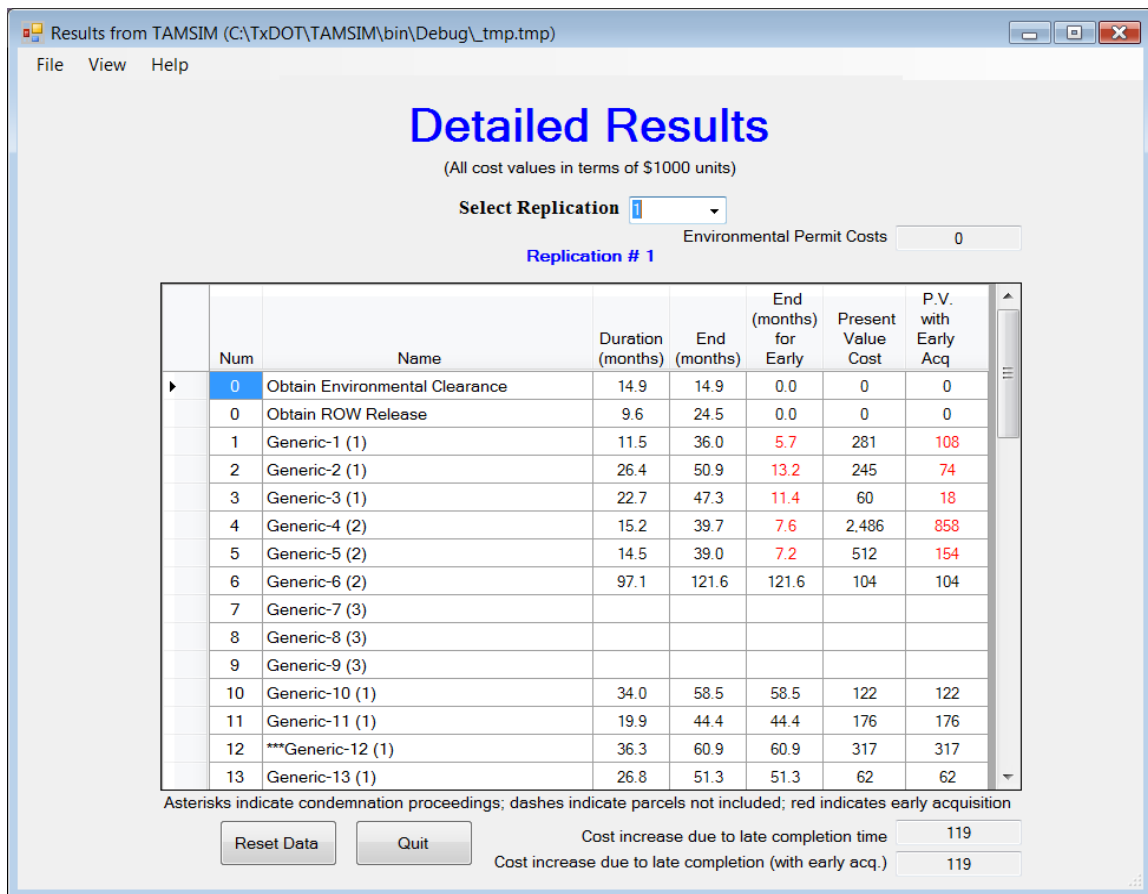 Results from TAMSIM (C:\TxDOT\TAMSIM\bin\Debug\_tmp.tmp)
File View Help
Detailed Results
(All cost values in terms of $1000 units)
Select Replication 1
Environmental Permit Costs 0
Replication # 1
Num Name Duration (months) End (months) End (months) for Early Present Value Cost P.V. with Early Acq
0 Obtain Environmental Clearance 14.9 14.9 0.0 0 0
0 Obtain ROW Release 9.6 24.5 0.0 0 0
1 Generic-1 (1) 11.5 36.0 5.7 281 108
2 Generic-2 (1) 26.4 50.9 13.2 245 74
3 Generic-3 (1) 22.7 47.3 11.4 60 18
4 Generic-4 (2) 15.2 39.7 7.6 2,486 858
5 Generic-5 (2) 14.5 39.0 7.2 512 154
6 Generic-6 (2) 97.1 121.6 121.6 104 104
7 Generic-7 (3)
8 Generic-8 (3)
9 Generic-9 (3)
10 Generic-10 (1) 34.0 58.5 58.5 122 122
11 Generic-11 (1) 19.9 44.4 44.4 176 176
12 ***Generic-12 (1) 36.3 60.9 60.9 317 317
13 Generic-13 (1) 26.8 51.3 51.3 62 62
Asterisks indicate condemnation proceedings; dashes indicate parcels not included; red indicates early acquisition
Reset Data Quit
Cost increase due to late completion time 119
Cost increase due to late completion (with early acq.) 119